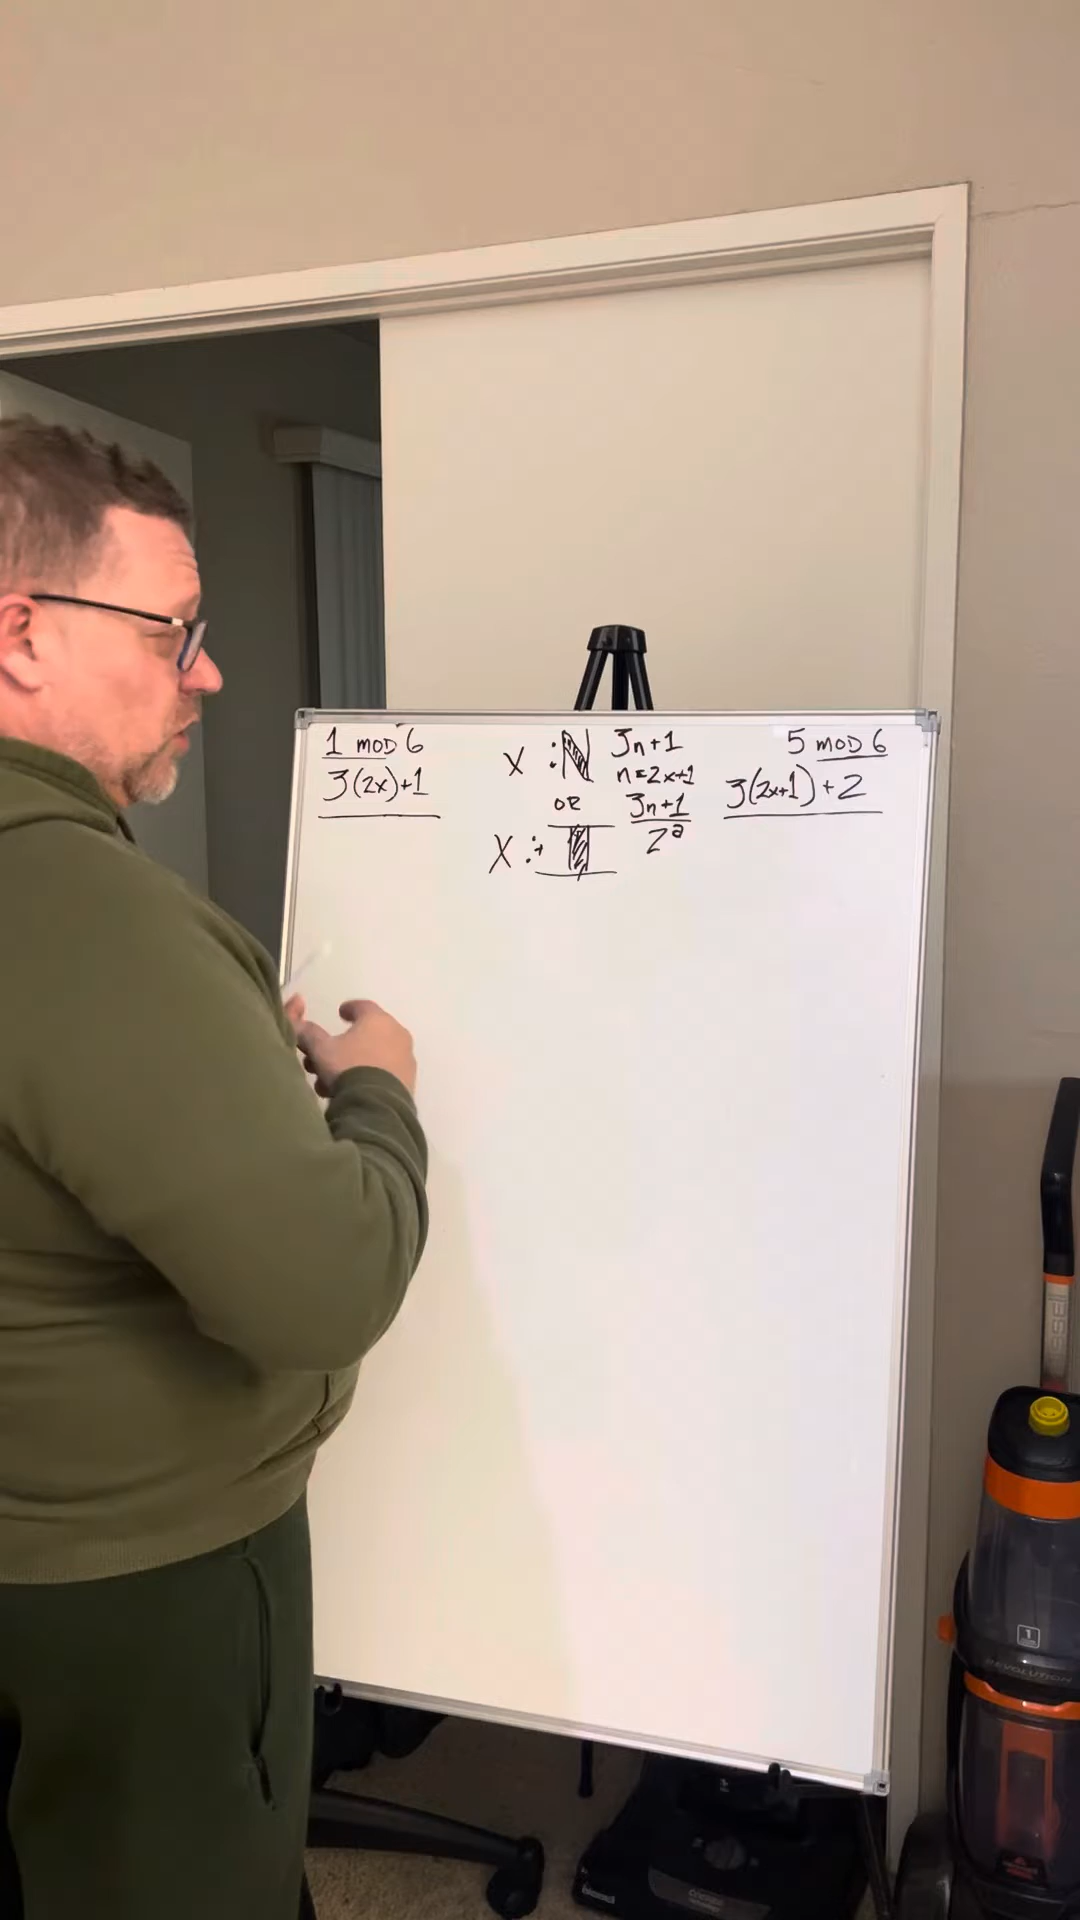 1 MOD 6
3(2x)+1
X :N
OR
X :+ I
3n+1
n=2x+1
3n+1
2^a
5 MOD 6
3(2x+1)+2
REVOLUTION